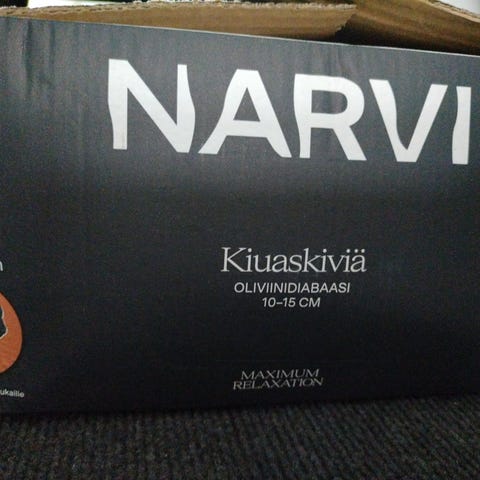 NARVI
Kiuaskiviä
OLIVIINIDIABAASI
10–15 CM
MAXIMUM
RELAXATION